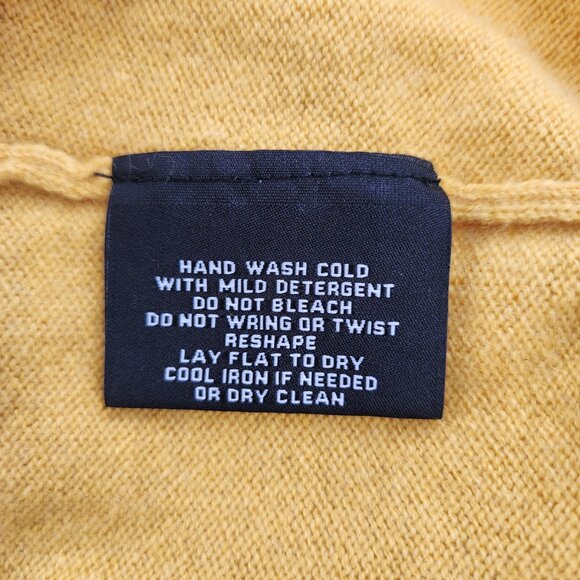 HAND WASH COLD
WITH MILD DETERGENT
DO NOT BLEACH
DO NOT WRING OR TWIST
RESHAPE
LAY FLAT TO DRY
COOL IRON IF NEEDED
OR DRY CLEAN